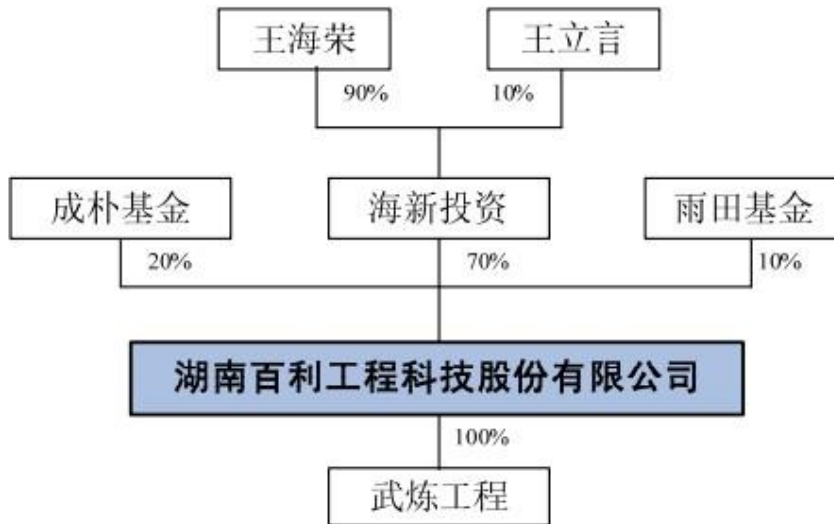 王海荣
王立言
90%
10%
成朴基金
海新投资
雨田基金
20%
70%
10%
湖南百利工程科技股份有限公司
100%
武炼工程